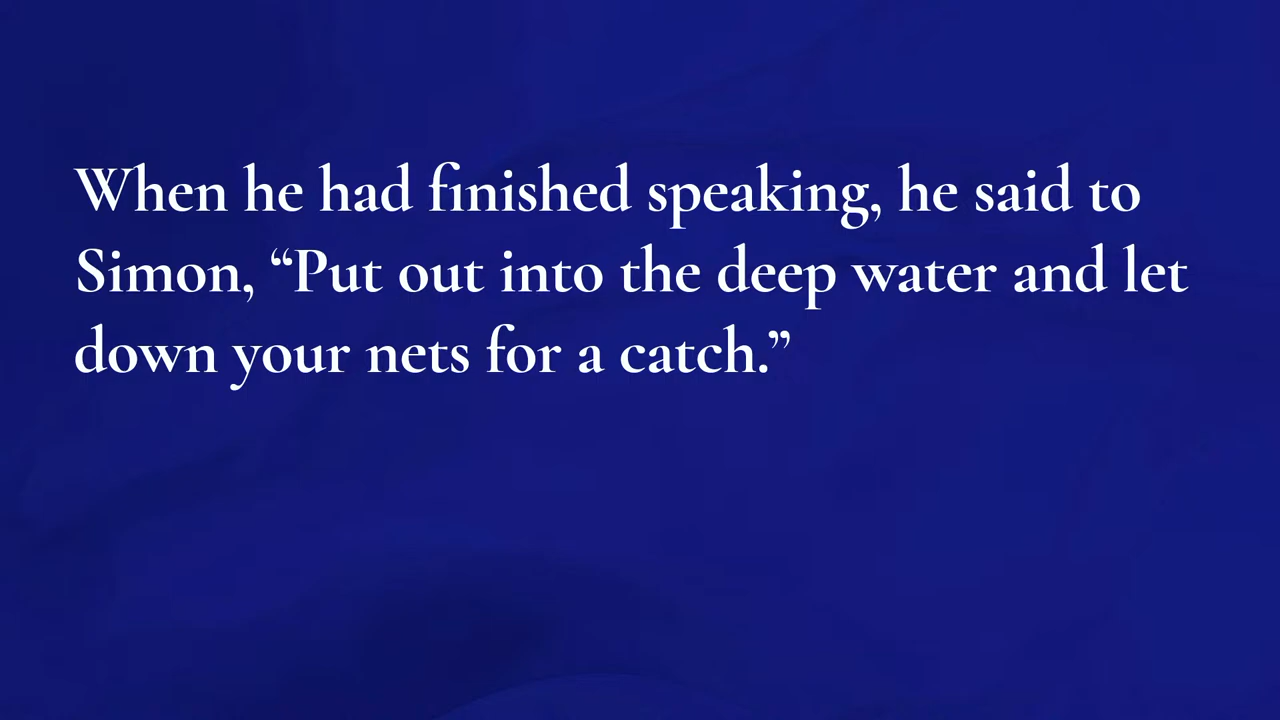 When he had finished speaking, he said to
Simon, “Put out into the deep water and let
down your nets for a catch.”